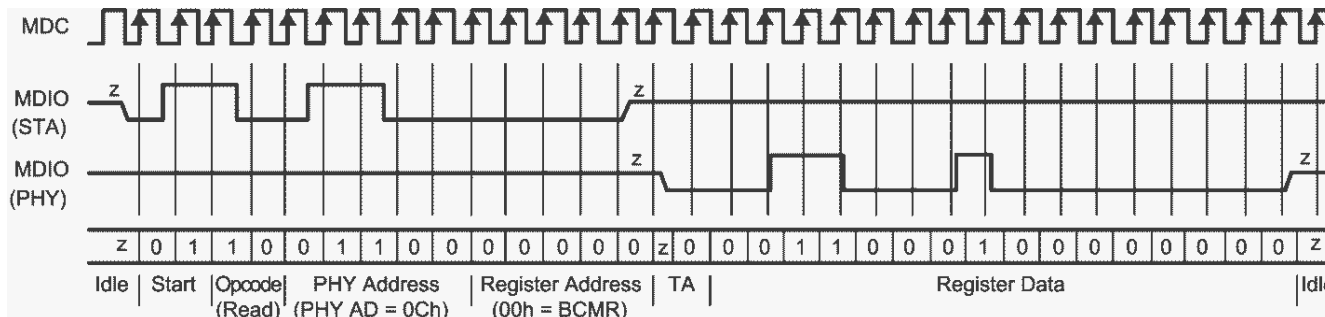 MDC
z z
MDIO
(STA)
z z
MDIO
(PHY)
z 0 1 1 0 0 1 1 0 0 0 0 0 0 0 z 0 0 0 1 1 0 0 0 1 0 0 0 0 0 0 0 0 z
Idle Start Opcode PHY Address Register Address TA Register Data Idle
(Read) (PHY AD = 0Ch) (00h = BCMR)